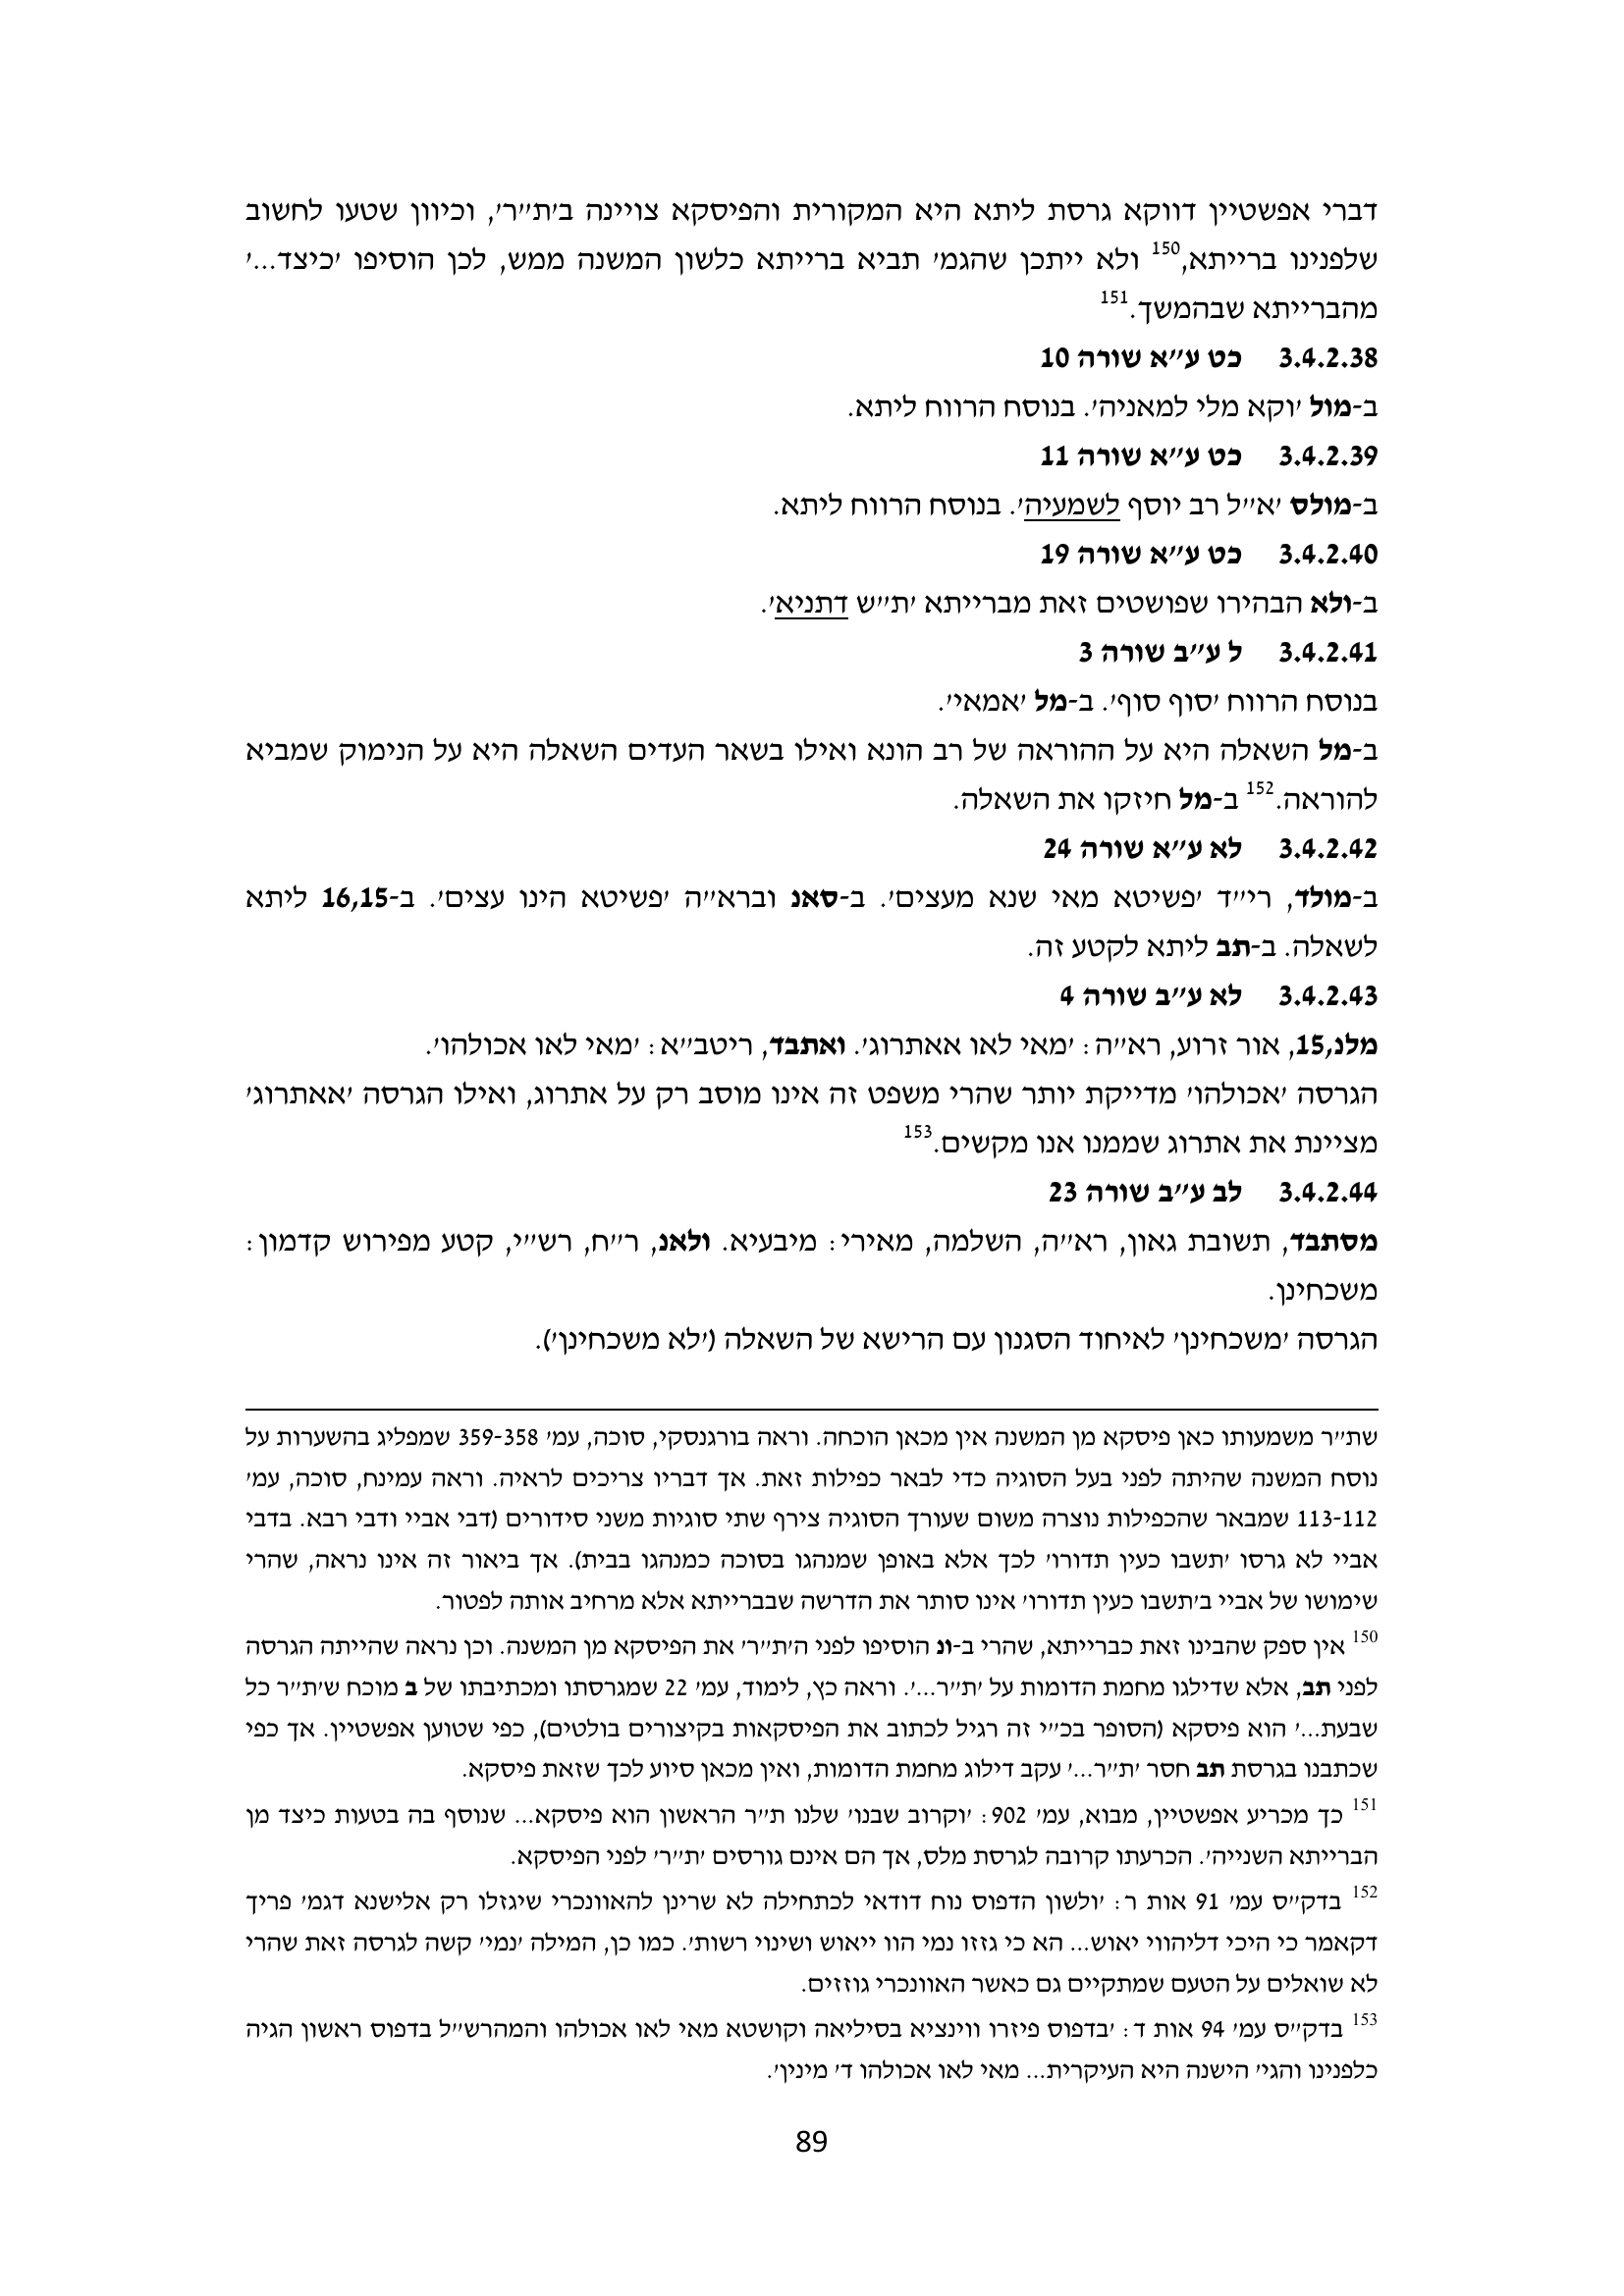 דברי אפשטיין דווקא גרסת ליתא היא המקורית והפיסקא צויינה ב'ת''ר', וכיוון שטעו לחשוב
שלפנינו ברייתא,150 ולא ייתכן שהגמ' תביא ברייתא כלשון המשנה ממש, לכן הוסיפו 'כיצד...'
מהברייתא שבהמשך.151
3.4.2.38 כט ע''א שורה 10
ב-מול 'וקא מלי למאניה'. בנוסח הרווח ליתא.
3.4.2.39 כט ע''א שורה 11
ב-מולס 'א''ל רב יוסף לשמעיה'. בנוסח הרווח ליתא.
3.4.2.40 כט ע''א שורה 19
ב-ולא הבהירו שפושטים זאת מברייתא 'ת''ש דתניא'.
3.4.2.41 ל ע''ב שורה 3
בנוסח הרווח 'סוף סוף'. ב-מל 'אמאי'.
ב-מל השאלה היא על ההוראה של רב הונא ואילו בשאר העדים השאלה היא על הנימוק שמביא
להוראה.152 ב-מל חיזקו את השאלה.
3.4.2.42 לא ע''א שורה 24
ב-מולד, רי''ד 'פשיטא מאי שנא מעצים'. ב-סאנ וברא''ה 'פשיטא הינו עצים'. ב-16,15 ליתא
לשאלה. ב-תב ליתא לקטע זה.
3.4.2.43 לא ע''ב שורה 4
מלנ,15, אור זרוע, רא''ה: 'מאי לאו אאתרוג'. ואתבד, ריטב''א: 'מאי לאו אכולהו'.
הגרסה 'אכולהו' מדייקת יותר שהרי משפט זה אינו מוסב רק על אתרוג, ואילו הגרסה 'אאתרוג'
מציינת את אתרוג שממנו אנו מקשים.153
3.4.2.44 לב ע''ב שורה 23
מסתבד, תשובת גאון, רא''ה, השלמה, מאירי: מיבעיא. ולאנ, ר''ח, רש''י, קטע מפירוש קדמון:
משכחינן.
הגרסה 'משכחינן' לאיחוד הסגנון עם הרישא של השאלה ('לא משכחינן').
שת''ר משמעותו כאן פיסקא מן המשנה אין מכאן הוכחה. וראה בורגנסקי, סוכה, עמ' 359-358 שמפליג בהשערות על
נוסח המשנה שהיתה לפני בעל הסוגיה כדי לבאר כפילות זאת. אך דבריו צריכים לראיה. וראה עמינח, סוכה, עמ'
113-112 שמבאר שהכפילות נוצרה משום שעורך הסוגיה צירף שתי סוגיות משני סידורים (דבי אביי ודבי רבא. בדבי
אביי לא גרסו 'תשבו כעין תדורו' לכך אלא באופן שמנהגו בסוכה כמנהגו בבית). אך ביאור זה אינו נראה, שהרי
שימושו של אביי ב'תשבו כעין תדורו' אינו סותר את הדרשה שבברייתא אלא מרחיב אותה לפטור.
150 אין ספק שהבינו זאת כברייתא, שהרי ב-ונ הוסיפו לפני ה'ת''ר' את הפיסקא מן המשנה. וכן נראה שהייתה הגרסה
לפני תב, אלא שדילגו מחמת הדומות על 'ת''ר...'. וראה כץ, לימוד, עמ' 22 שמגרסתו ומכתיבתו של ב מוכח ש'ת''ר כל
שבעת...' הוא פיסקא (הסופר בכ''י זה רגיל לכתוב את הפיסקאות בקיצורים בולטים), כפי שטוען אפשטיין. אך כפי
שכתבנו בגרסת תב חסר 'ת''ר...' עקב דילוג מחמת הדומות, ואין מכאן סיוע לכך שזאת פיסקא.
151 כך מכריע אפשטיין, מבוא, עמ' 902: 'וקרוב שבנו' שלנו ת''ר הראשון הוא פיסקא... שנוסף בה בטעות כיצד מן
הברייתא השנייה'. הכרעתו קרובה לגרסת מלס, אך הם אינם גורסים 'ת''ר' לפני הפיסקא.
152 בדק''ס עמ' 91 אות ר: 'ולשון הדפוס נוח דודאי לכתחילה לא שרינן להאוונכרי שיגזלו רק אלישנא דגמ' פריך
דקאמר כי היכי דליהווי יאוש... הא כי גזזו נמי הוו ייאוש ושינוי רשות'. כמו כן, המילה 'נמי' קשה לגרסה זאת שהרי
לא שואלים על הטעם שמתקיים גם כאשר האוונכרי גוזזים.
153 בדק''ס עמ' 94 אות ד: 'בדפוס פיזרו ווינציא בסיליאה וקושטא מאי לאו אכולהו והמהרש''ל בדפוס ראשון הגיה
כלפנינו והגי' הישנה היא העיקרית... מאי לאו אכולהו ד' מינין'.
89